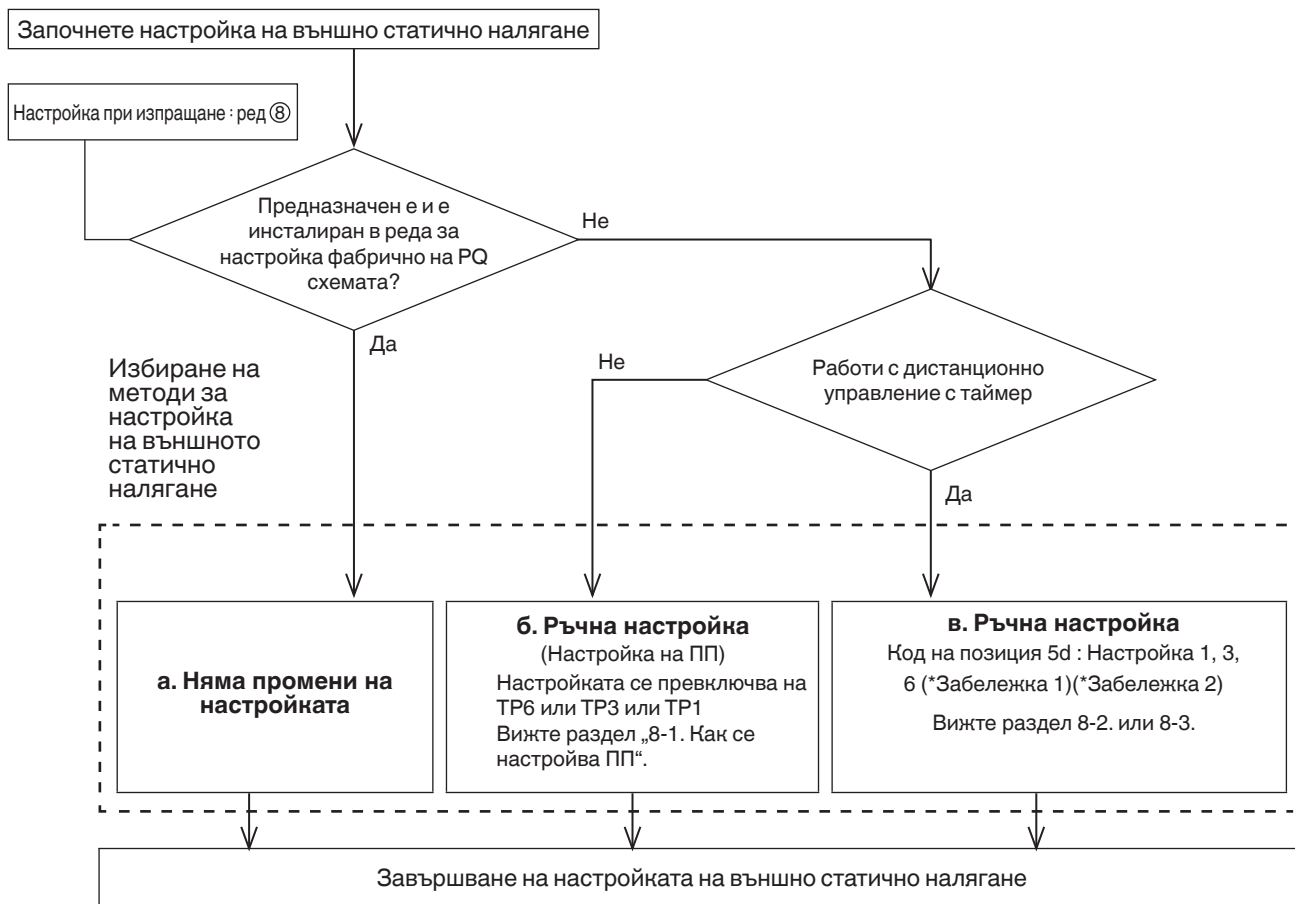 Започнете настройка на външно статично налягане
Настройка при изпращане : ред ⑧
Предназначен е и е
инсталиран в реда за
настройка фабрично на PQ
схемата?
Не
Да
Избиране на
методи за
настройка
на външното
статично
налягане
Не
Работи с дистанционно
управление с таймер
Да
а. Няма промени на
настройката
б. Ръчна настройка
(Настройка на ПП)
Настройката се превключва на
TP6 или TP3 или TP1
Вижте раздел „8-1. Как се
настройва ПП“.
в. Ръчна настройка
Код на позиция 5d : Настройка 1, 3,
6 (*Забележка 1)(*Забележка 2)
Вижте раздел 8-2. или 8-3.
Завършване на настройката на външно статично налягане